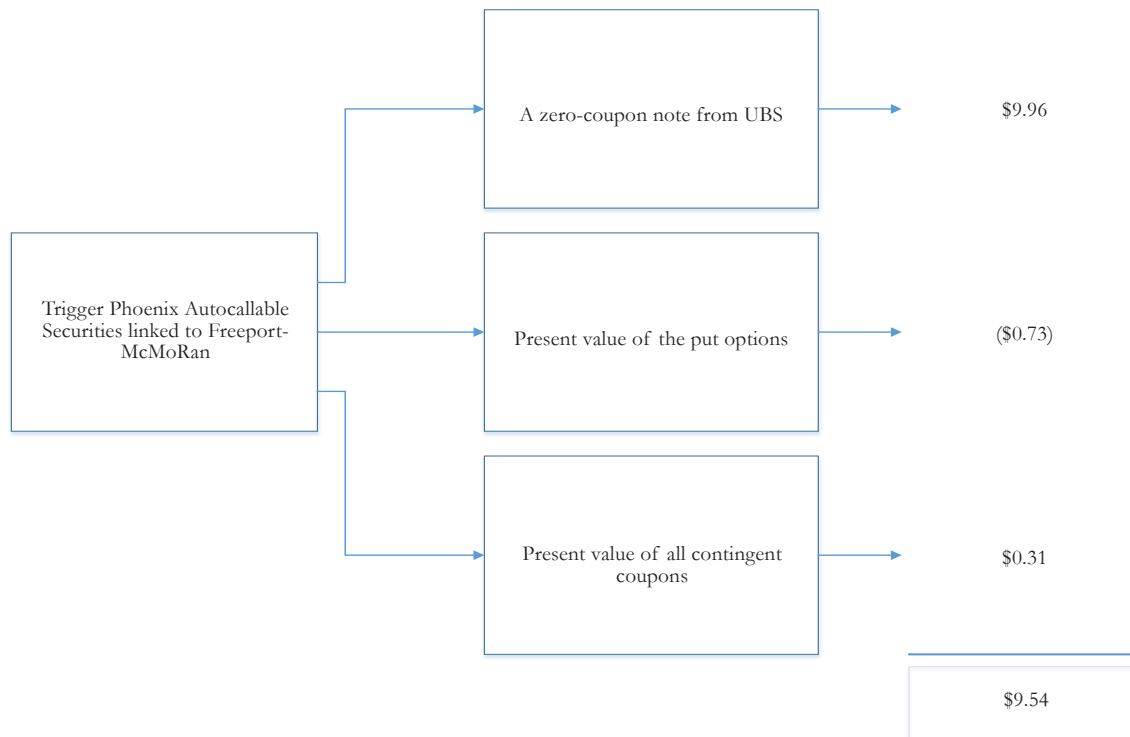 A zero-coupon note from UBS
$9.96
Trigger Phoenix Autocallable
Securities linked to Freeport-
McMoRan
Present value of the put options
($0.73)
Present value of all contingent
coupons
$0.31
$9.54